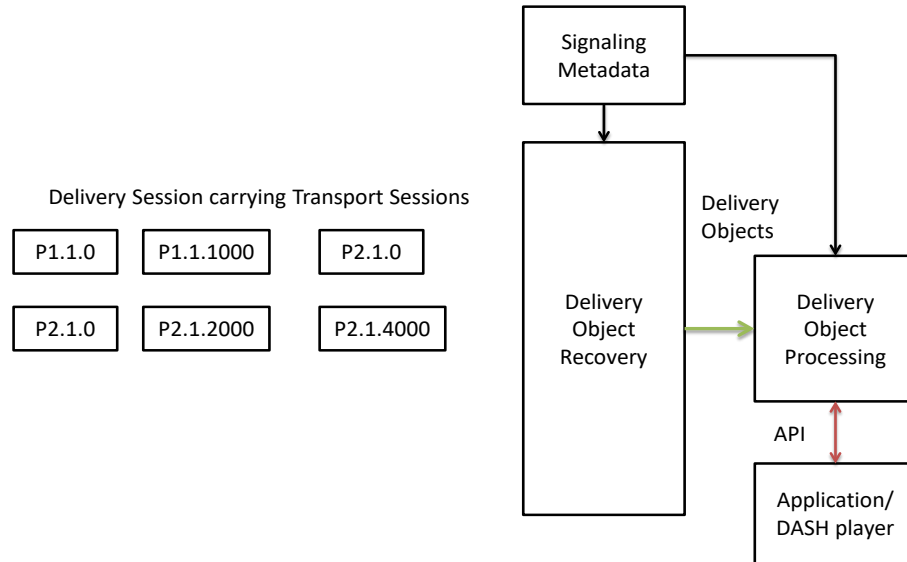 Signaling
Metadata
Delivery Session carrying Transport Sessions
P1.1.0
P1.1.1000
P2.1.0
P2.1.0
P2.1.2000
P2.1.4000
Delivery
Objects
Delivery
Object
Recovery
Delivery
Object
Processing
API
Application/
DASH player